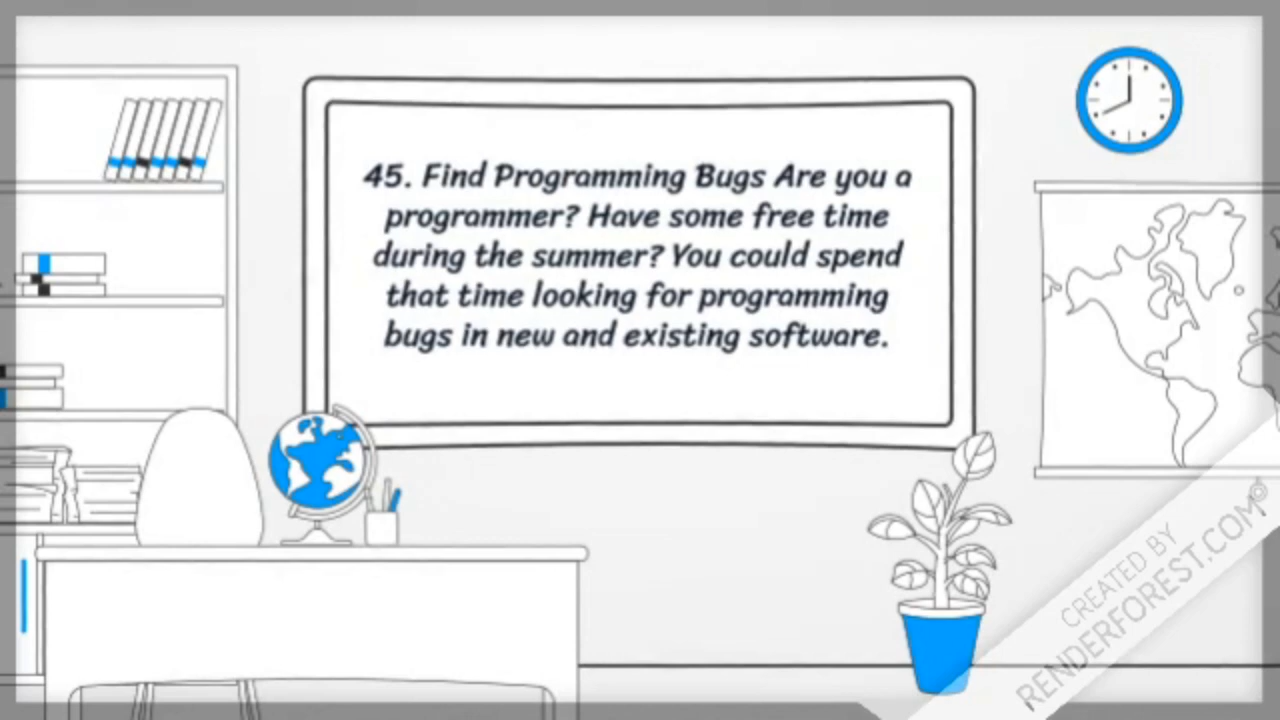 45. Find Programming Bugs Are you a
programmer? Have some free time
during the summer? You could spend
that time looking for programming
bugs in new and existing software.
CREATED BY
RENDERFOREST.COM